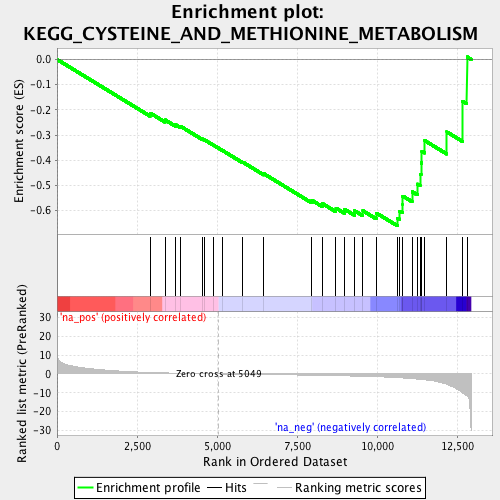 Enrichment plot:
KEGG_CYSTEINE_AND_METHIONINE_METABOLISM
Enrichment score (ES)
0.0
-0.1
-0.2
-0.3
-0.4
-0.5
-0.6
'na_pos' (positively correlated)
Ranked list metric (PreRanked)
30
20
10
0
-10
-20
-30
Zero cross at 5049
'na_neg' (negatively correlated)
0
2,500
5,000
7,500
10,000
12,500
Rank in Ordered Dataset
Enrichment profile
Hits
Ranking metric scores